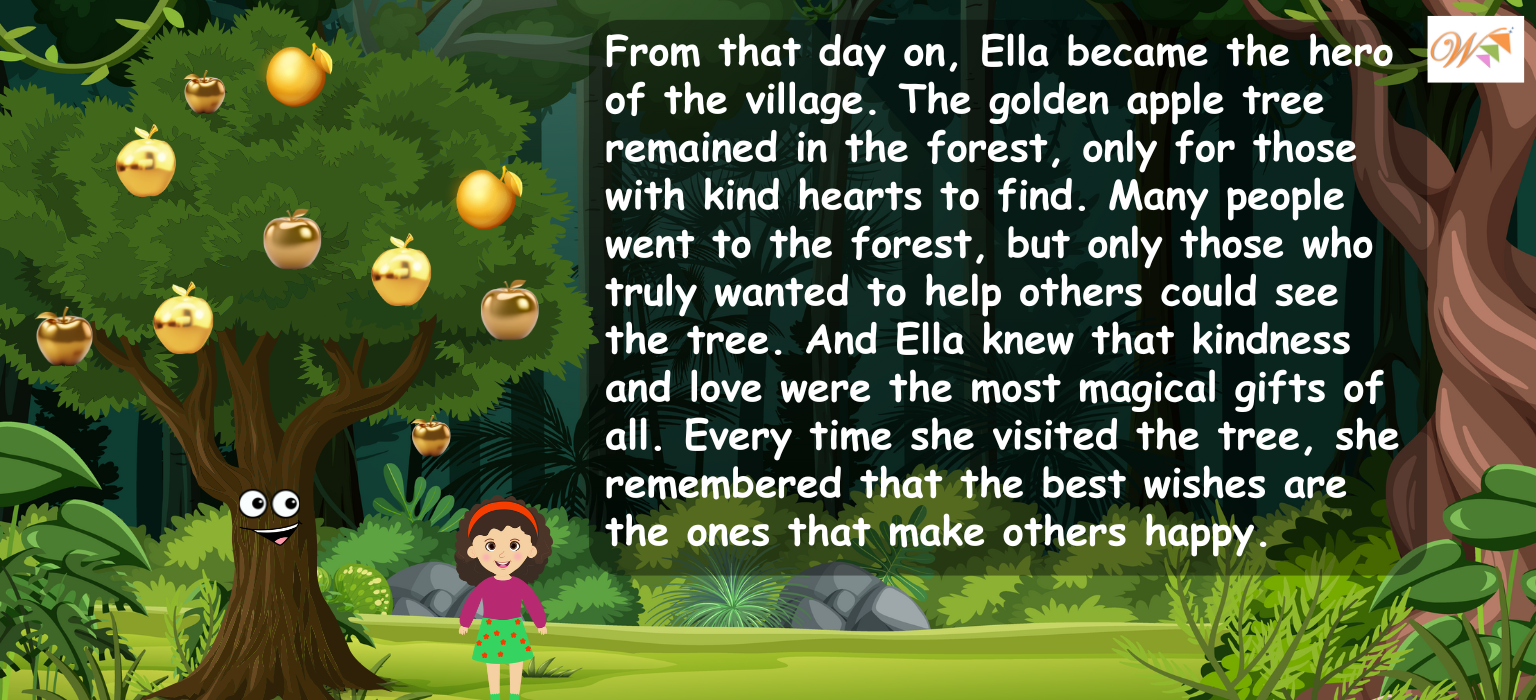 From that day on, Ella became the hero
of the village. The golden apple tree
remained in the forest, only for those
with kind hearts to find. Many people
went to the forest, but only those who
truly wanted to help others could see
the tree. And Ella knew that kindness
and love were the most magical gifts of
all. Every time she visited the tree, she
remembered that the best wishes are
the ones that make others happy.
W